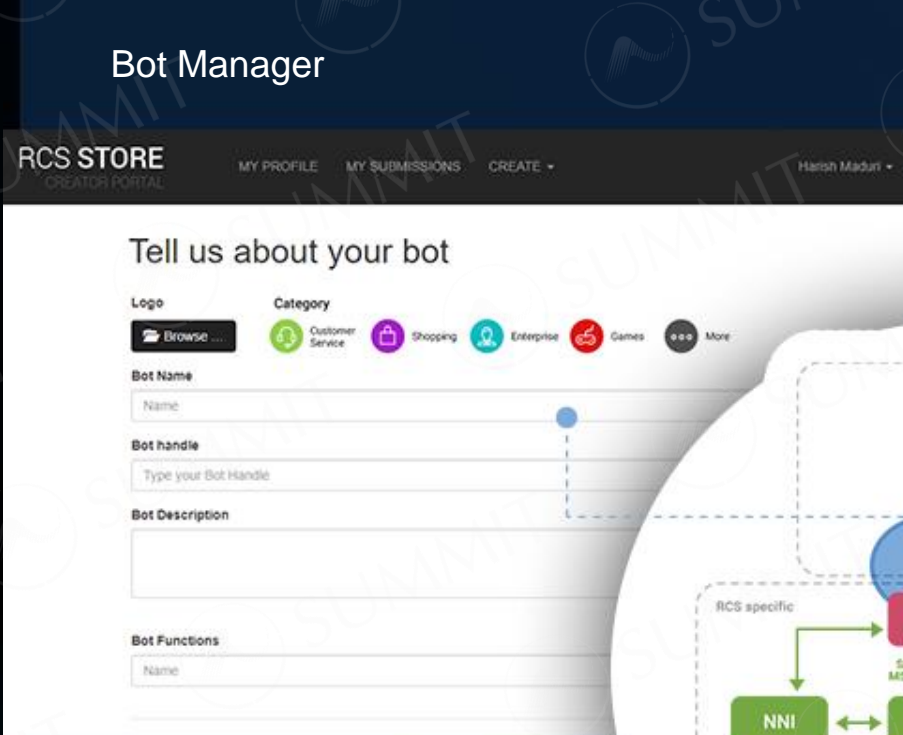 Bot Manager
RCS STORE
CREATOR PORTAL
MY PROFILE MY SUBMISSIONS CREATE
Harish Maduri
Tell us about your bot
Logo Category
Browse ...
Customer Service
Shopping
Enterprise
Games
More
Bot Name
Name
Bot handle
Type your Bot Handle
Bot Description
RCS specific
Bot Functions
Name
NNI
SUMMIT